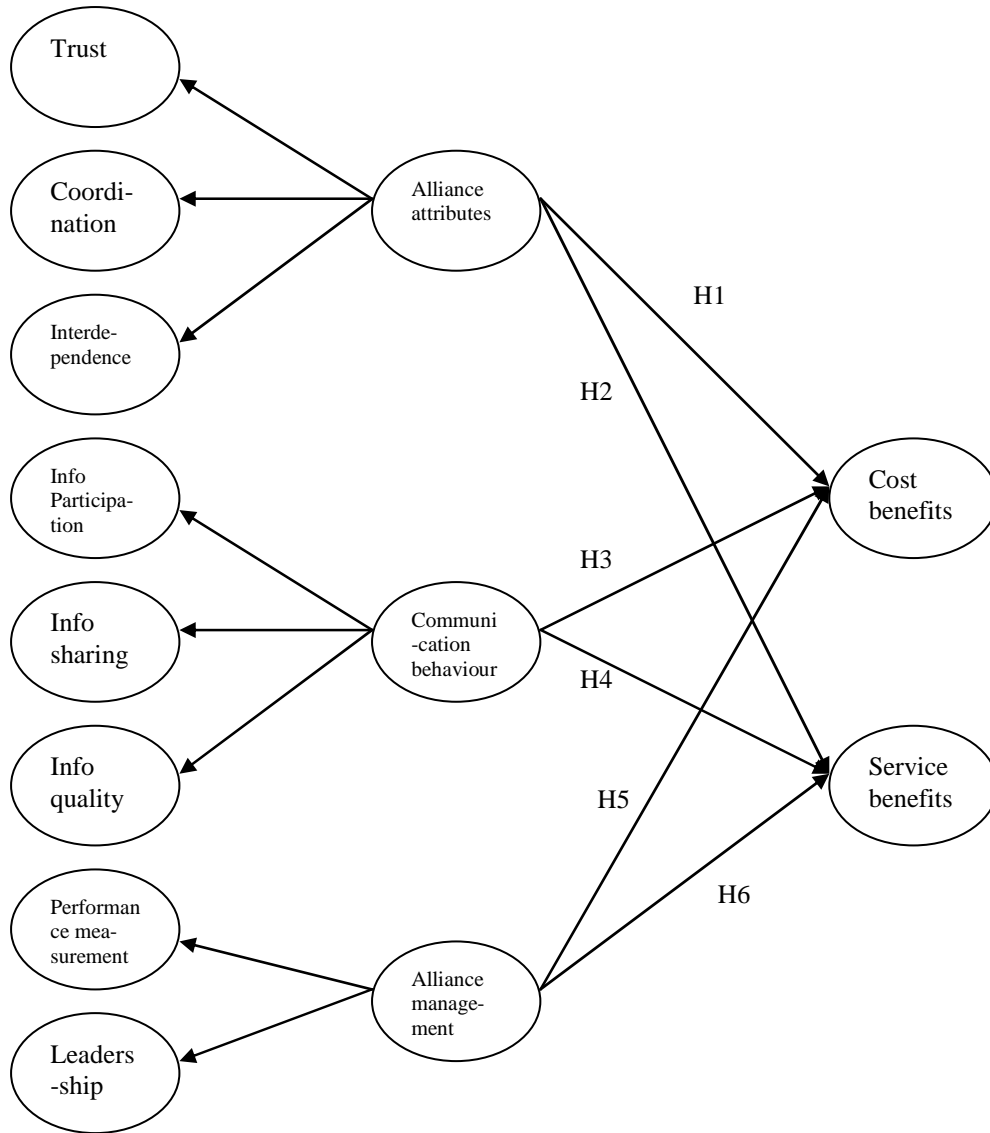 Trust
Coordi-
nation
Interde-
pendence
Info
Participa-
tion
Info
sharing
Info
quality
Performan
ce mea-
surement
Leaders
-ship
Alliance
attributes
Communi
-cation
behaviour
Alliance
manage-
ment
H1
H2
H3
H4
H5
H6
Cost
benefits
Service
benefits